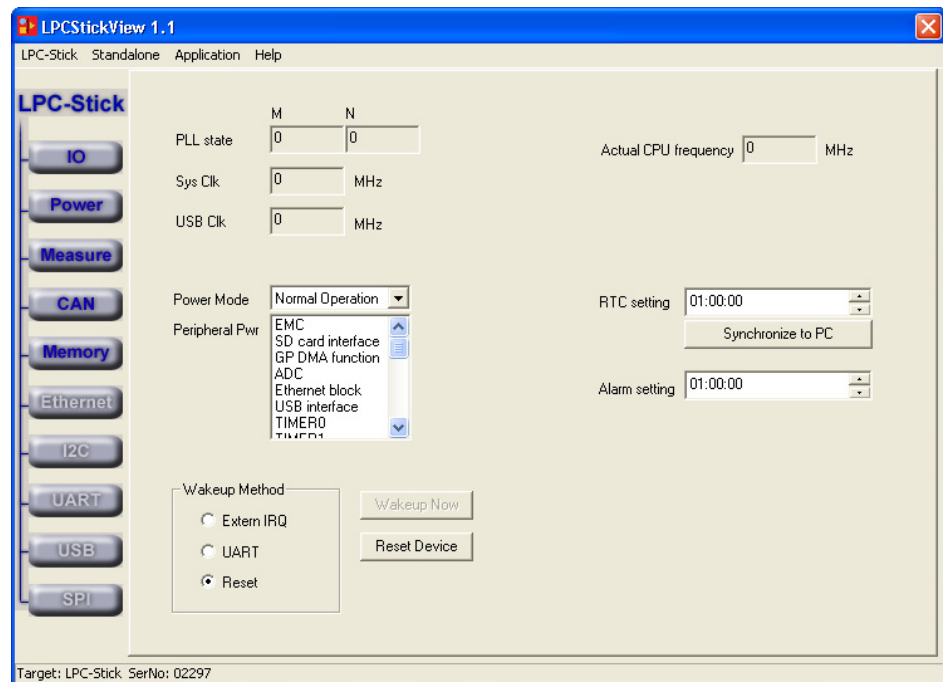 LPCStickView 1.1
LPC-Stick Standalone Application Help
LPC-Stick
IO
Power
Measure
CAN
Memory
Ethernet
I2C
UART
USB
SPI
M N
PLL state 0 0
Sys Clk 0 MHz
USB Clk 0 MHz
Actual CPU frequency 0 MHz
Power Mode Normal Operation
Peripheral Pwr
EMC
SD card interface
GP DMA function
ADC
Ethernet block
USB interface
TIMER0
TIMER1
RTC setting 01:00:00
Synchronize to PC
Alarm setting 01:00:00
Wakeup Method
Extern IRQ
UART
Reset
Wakeup Now
Reset Device
Target: LPC-Stick SerNo: 02297